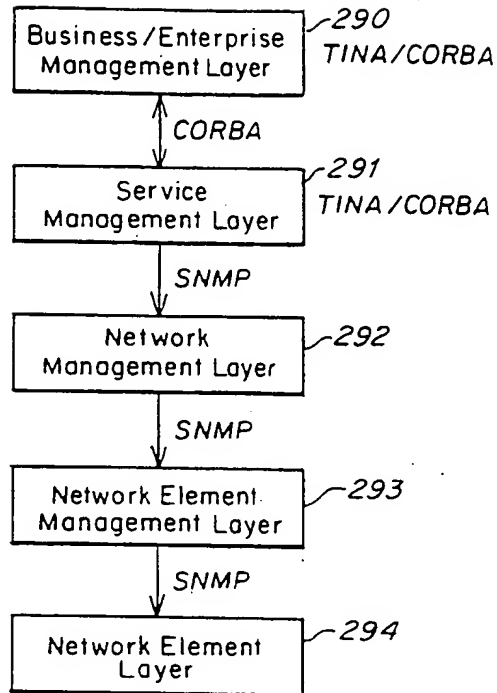 Business/Enterprise
Management Layer
290
TINA/CORBA
CORBA
Service
Management Layer
291
TINA/CORBA
SNMP
Network
Management Layer
292
SNMP
Network Element
Management Layer
293
SNMP
Network Element
Layer
294